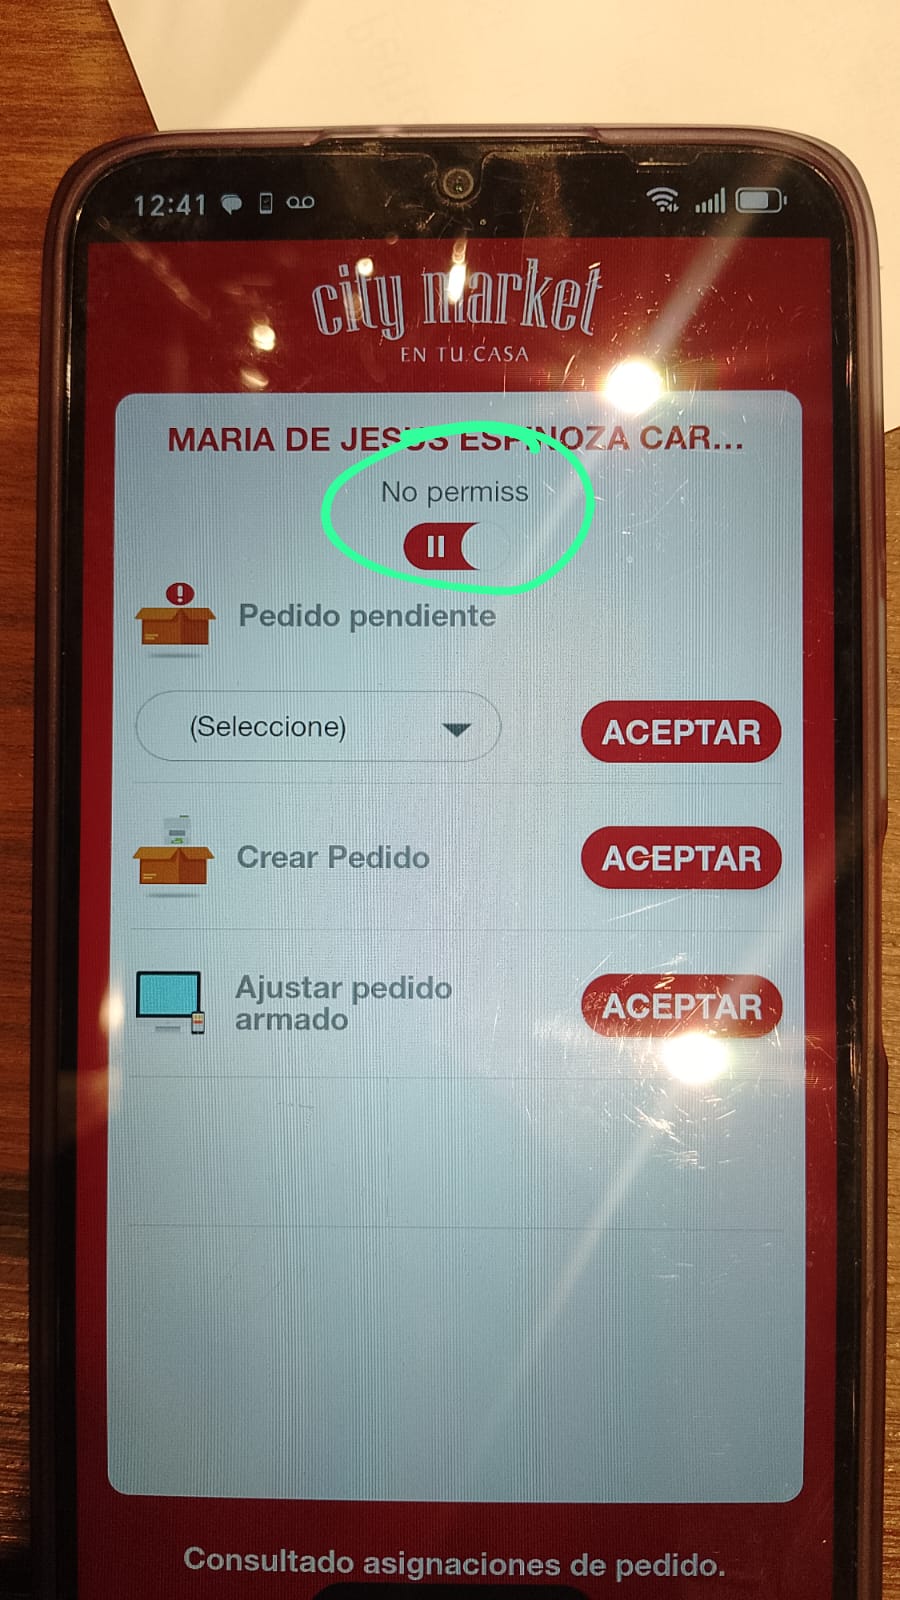 12:41
city market
EN TU CASA
MARIA DE JESUS ESPINOZA CAR...
No permiss
Pedido pendiente
(Seleccione)
ACEPTAR
Crear Pedido
ACEPTAR
Ajustar pedido
armado
ACEPTAR
Consultado asignaciones de pedido.